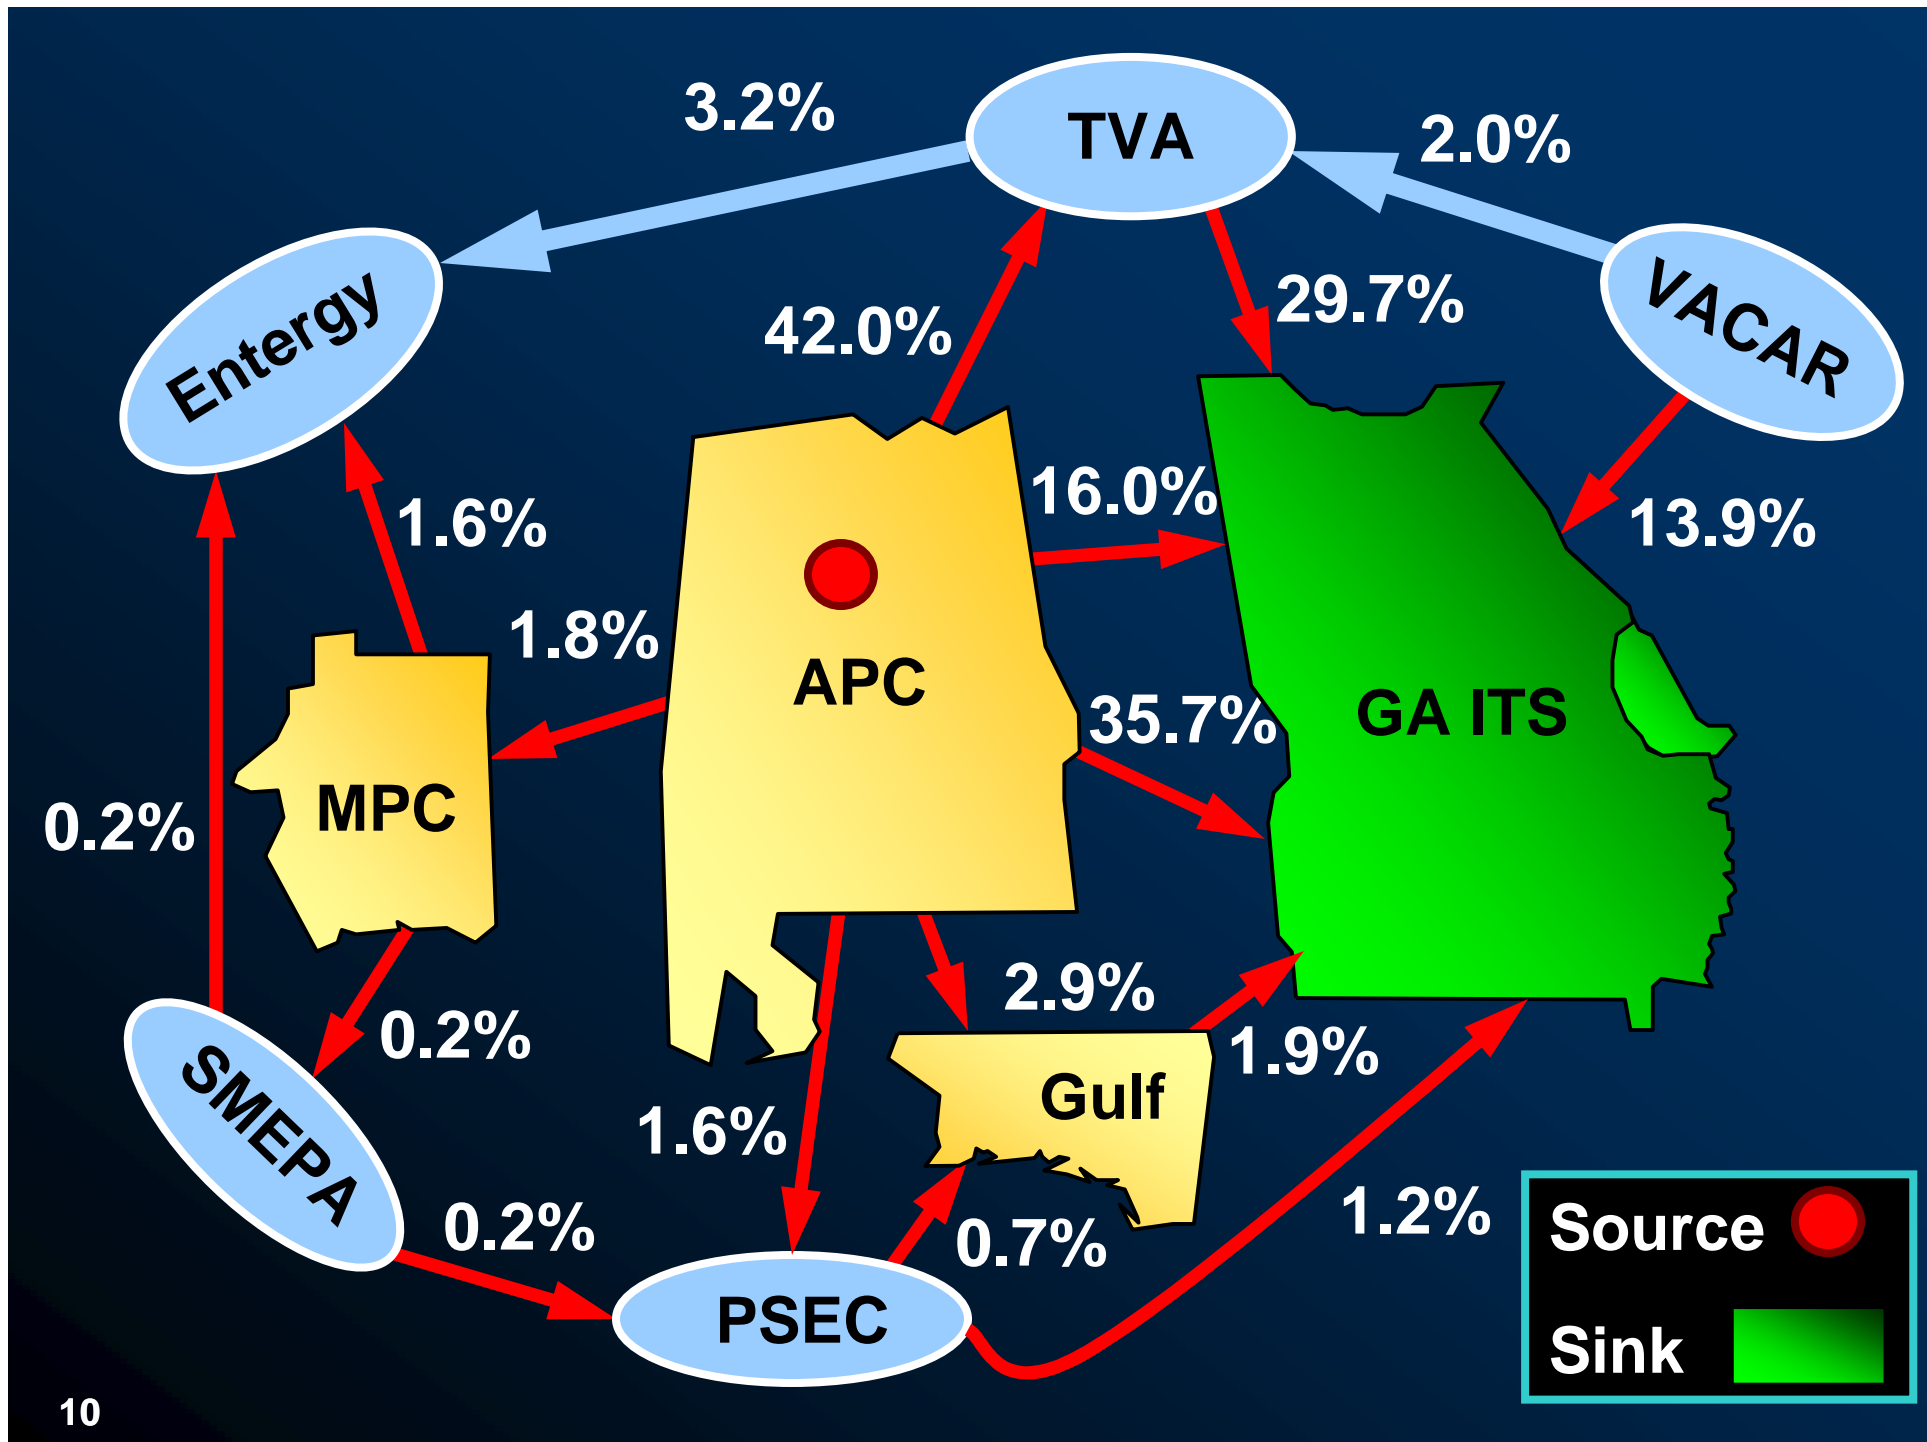 3.2%
TVA
2.0%
Entergy
42.0%
29.7%
VACAR
16.0%
13.9%
1.6%
1.8%
APC
35.7%
GA ITS
MPC
0.2%
2.9%
0.2%
1.9%
SMEPA
Gulf
1.6%
0.2%
0.7%
1.2%
PSEC
Source
Sink
10